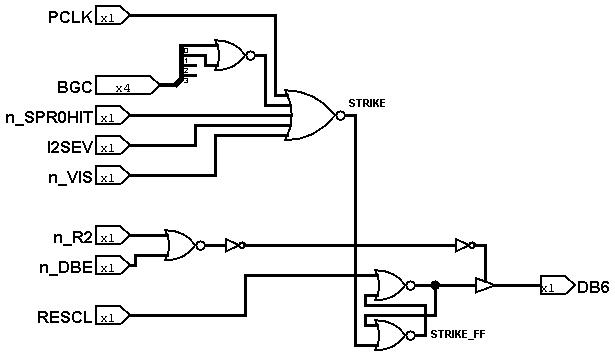 PCLK x1
BGC x4
0
1
2
3
n_SPR0HIT x1
STRIKE
I2SEV x1
n_VIS x1
n_R2 x1
n_DBE x1
x1 DB6
RESCL x1
STRIKE_FF